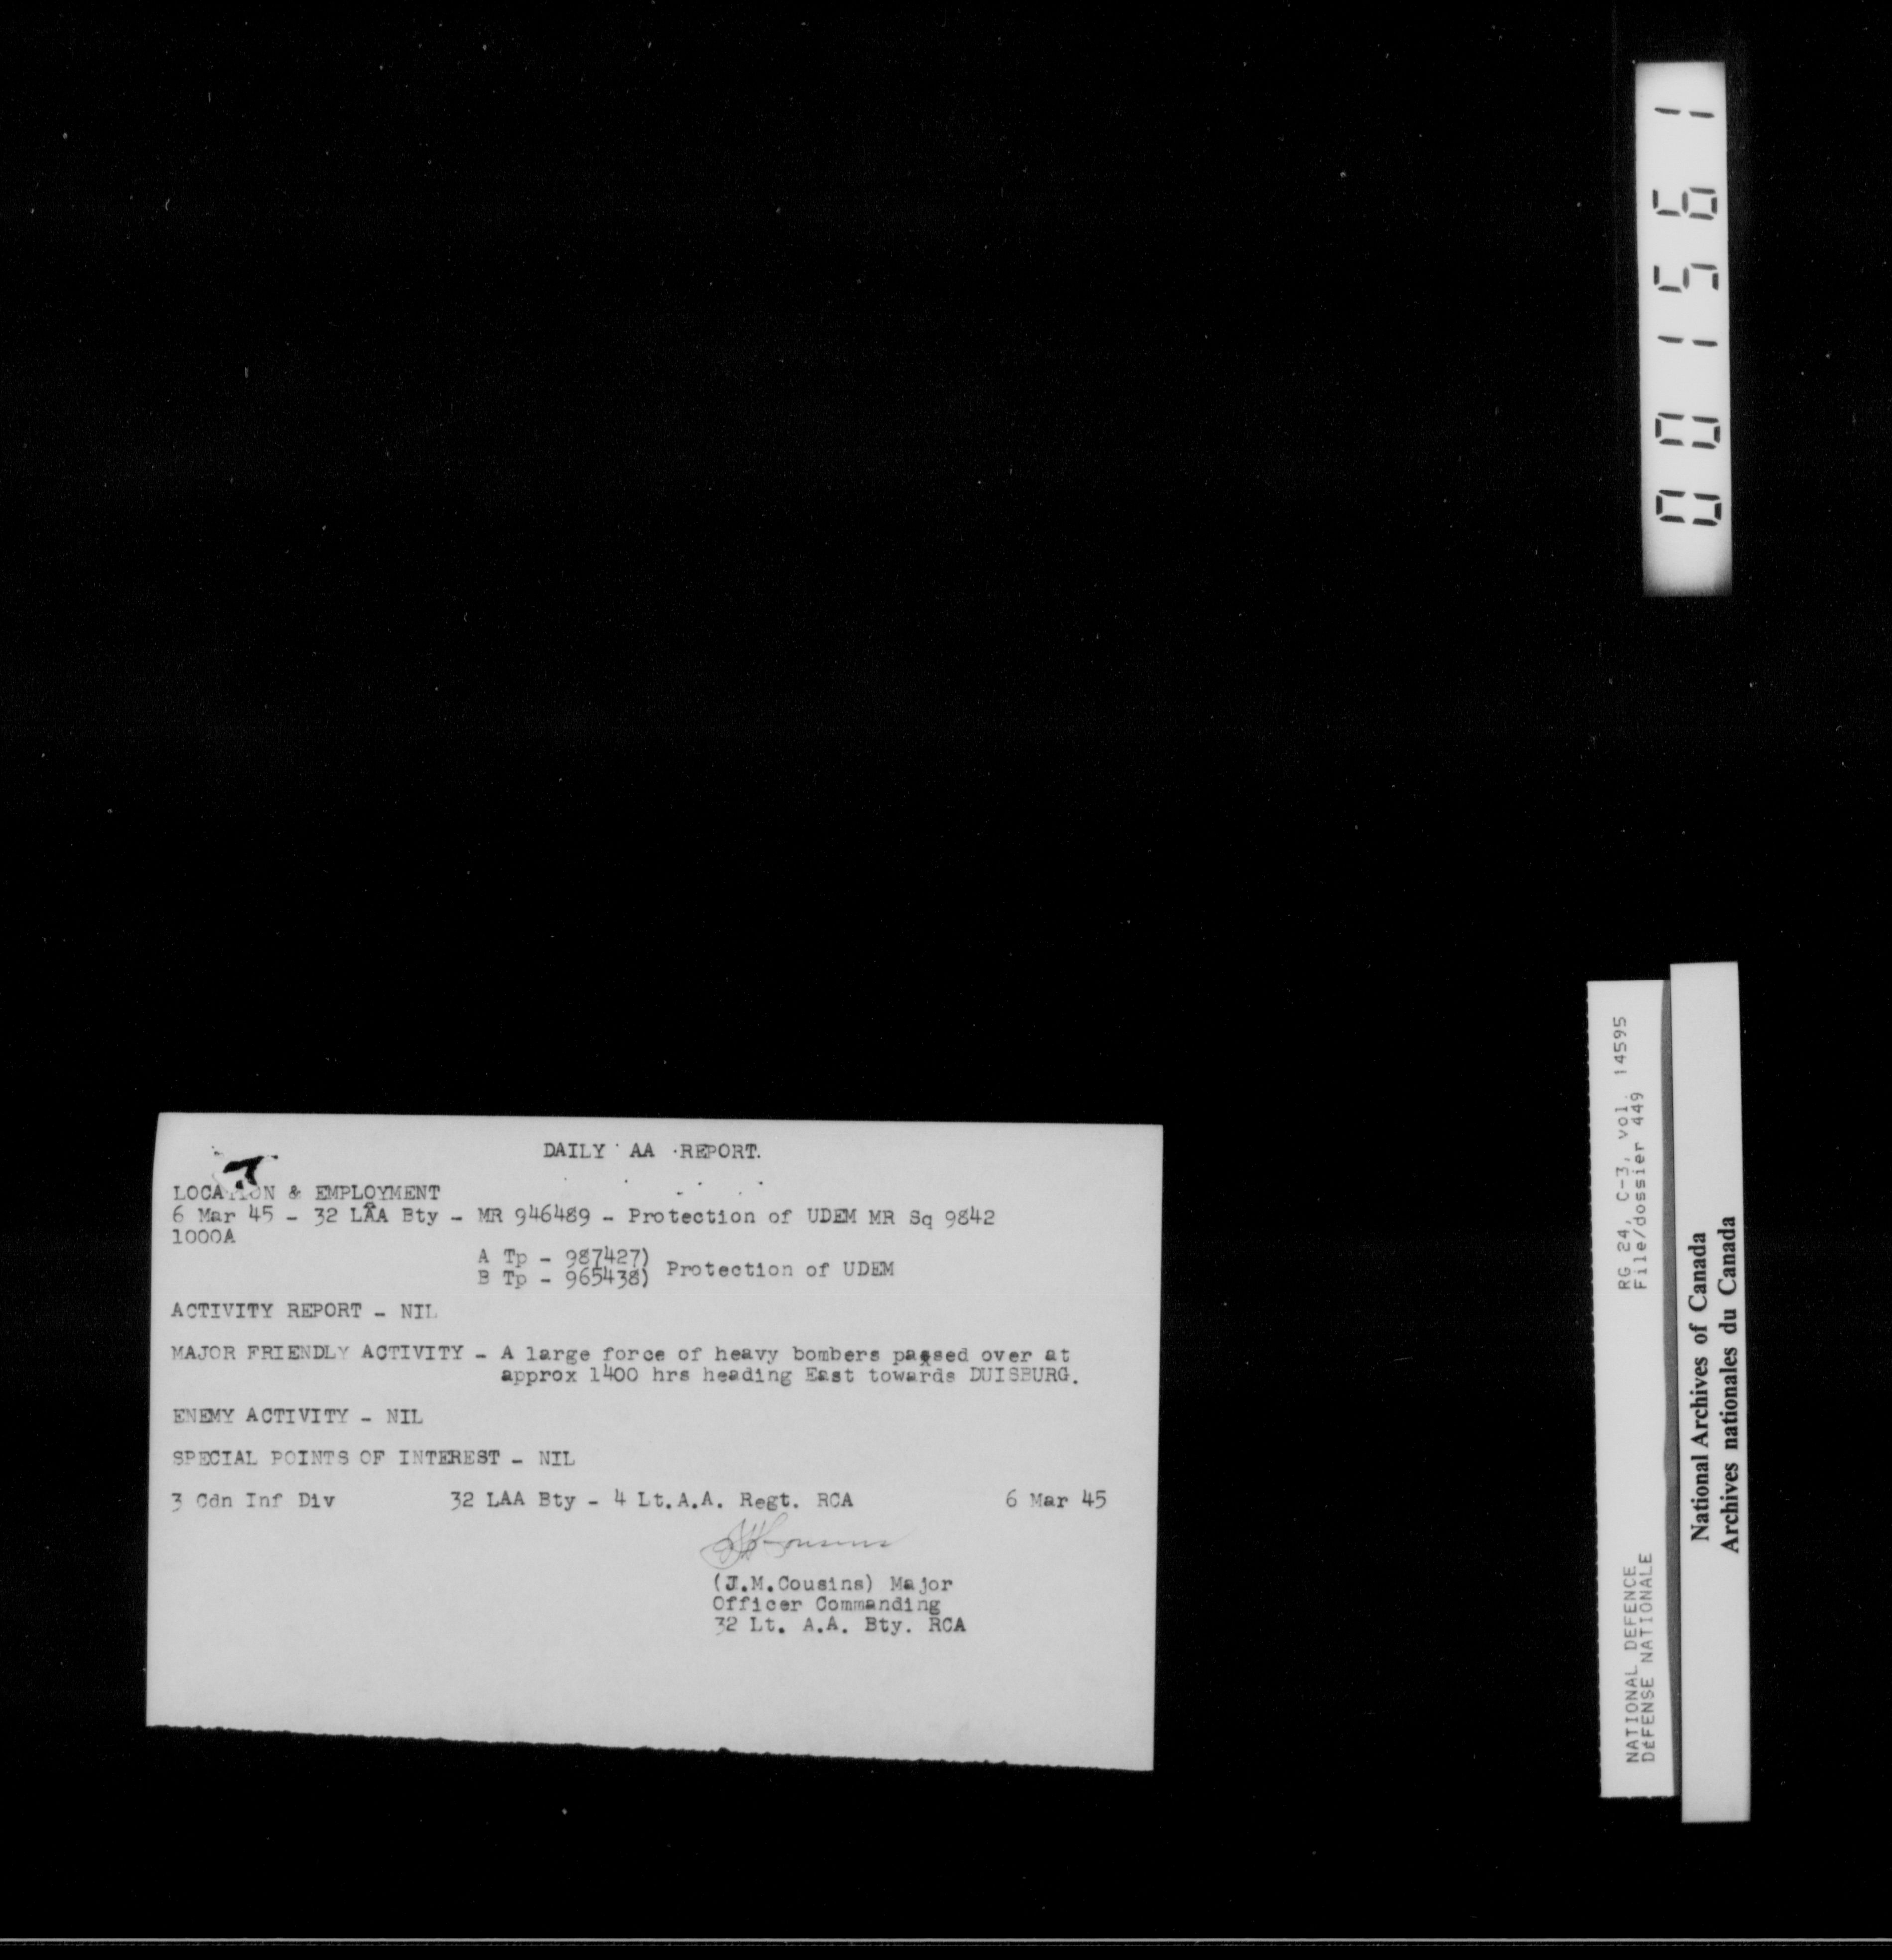 DAILY AA REPORT.
LOCATION & EMPLOYMENT
6 Mar 45 - 32 LAA Bty - MR 946489 - Protection of UDEM MR Sq 9842
1000A
A Tp - 987427)
B Tp - 965438) Protection of UDEM
ACTIVITY REPORT - NIL
MAJOR FRIENDLY ACTIVITY - A large force of heavy bombers passed over at
approx 1400 hrs heading East towards DUISBURG.
ENEMY ACTIVITY - NIL
SPECIAL POINTS OF INTEREST - NIL
3 Cdn Inf Div 32 LAA Bty - 4 Lt.A.A. Regt. RCA 6 Mar 45
JMCousins
(J.M.Cousins) Major
Officer Commanding
32 Lt. A.A. Bty. RCA
001561
NATIONAL DEFENCE RG 24, C-3, vol. 14595
DÉFENSE NATIONALE File/dossier 449
National Archives of Canada
Archives nationales du Canada